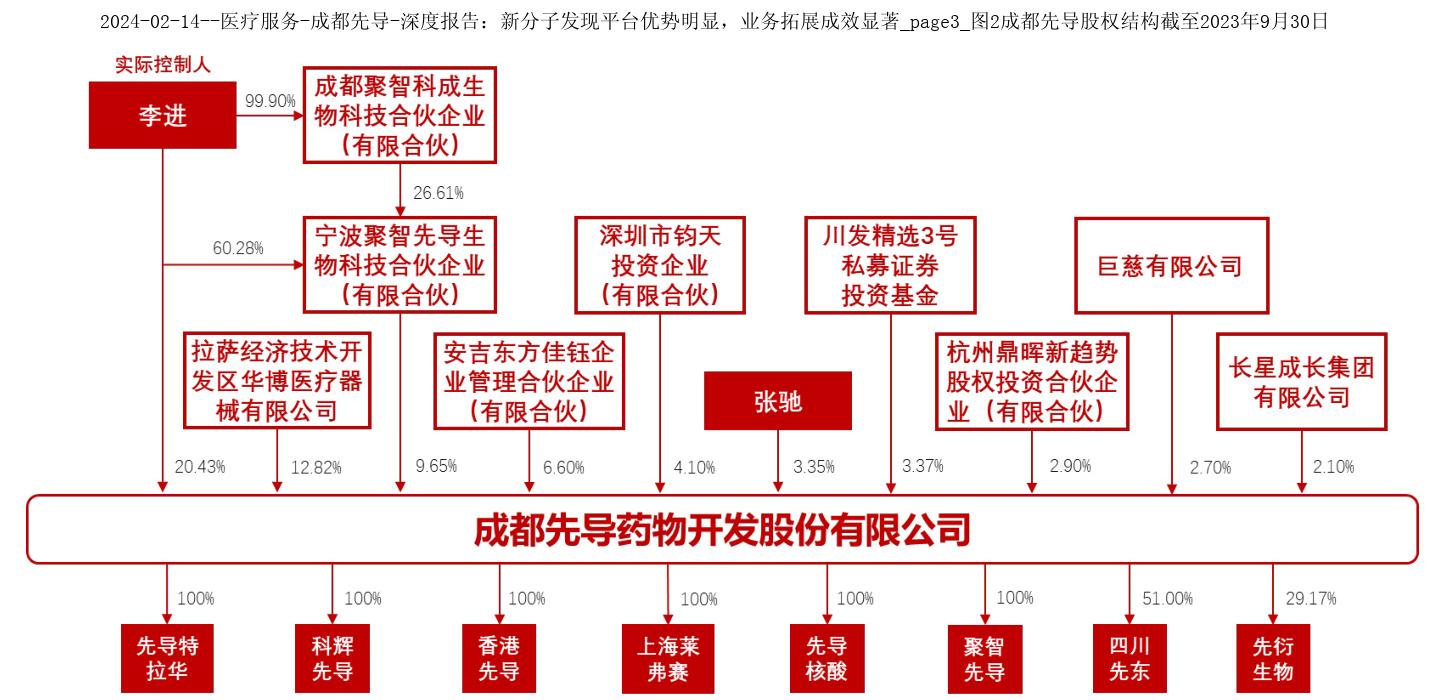 2024-02-14--医疗服务-成都先导-深度报告：新分子发现平台优势明显，业务拓展成效显著_page3_图2成都先导股权结构截至2023年9月30日
实际控制人
李进
99.90%
成都聚智科成生
物科技合伙企业
（有限合伙）
26.61%
60.28%
宁波聚智先导生
物科技合伙企业
（有限合伙）
深圳市钧天
投资企业
（有限合伙）
川发精选3号
私募证券
投资基金
巨慈有限公司
拉萨经济技术开
发区华博医疗器
械有限公司
安吉东方佳钰企
业管理合伙企业
（有限合伙）
张驰
杭州鼎晖新趋势
股权投资合伙企
业（有限合伙）
长星成长集团
有限公司
20.43%
12.82%
9.65%
6.60%
4.10%
3.35%
3.37%
2.90%
2.70%
2.10%
成都先导药物开发股份有限公司
100%
100%
100%
100%
100%
100%
51.00%
29.17%
先导特
拉华
科辉
先导
香港
先导
上海莱
弗赛
先导
核酸
聚智
先导
四川
先东
先衍
生物